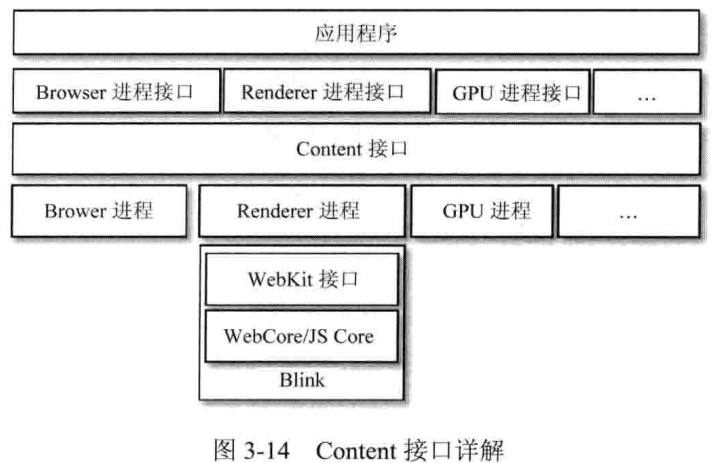 应用程序
Browser 进程接口 Renderer 进程接口 GPU 进程接口 …
Content 接口
Brower 进程 Renderer 进程 GPU 进程 …
WebKit 接口
WebCore/JS Core
Blink
图 3-14 Content 接口详解